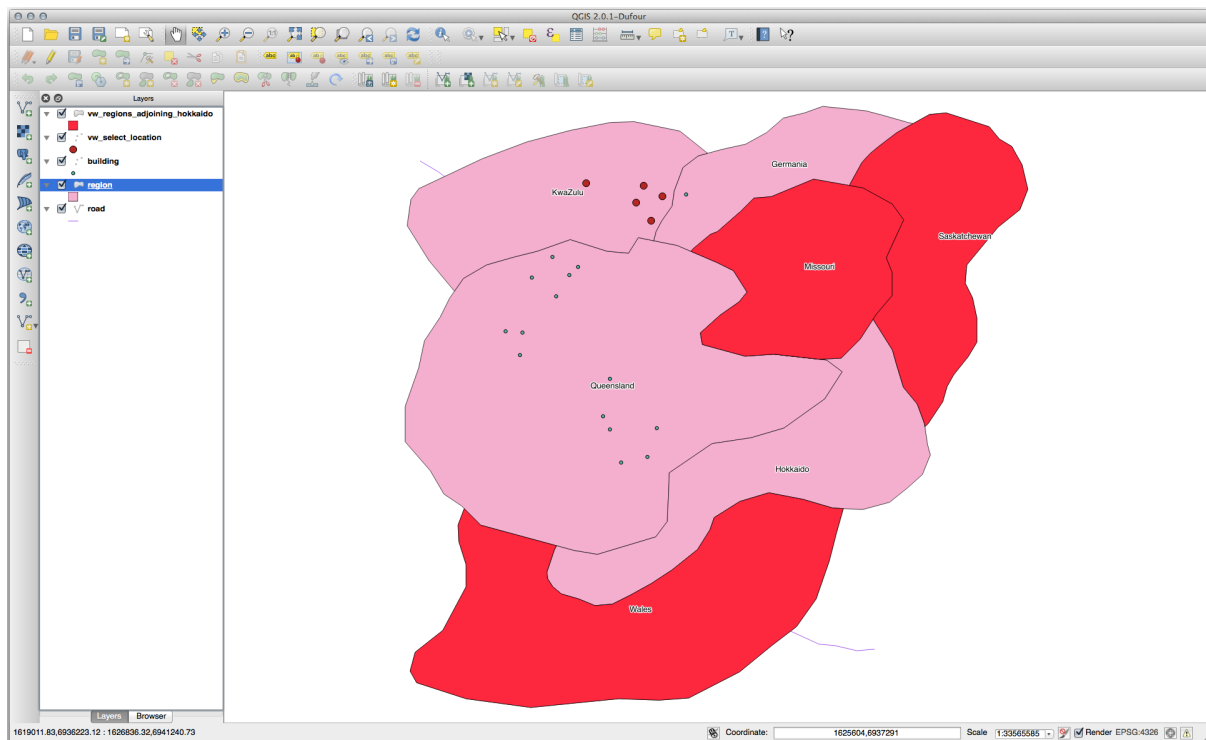 QGIS 2.0.1-Dufour
Layers
vw_regions_adjoining_hokkaido
vw_select_location
building
region
road
Germania
KwaZulu
Saskatchewan
Missouri
Queensland
Hokkaido
Wales
Layers Browser
1619011.83,6936223.12 : 1626836.32,6941240.73 Coordinate: 1625604,6937291 Scale 1:33565585 Render EPSG:4326